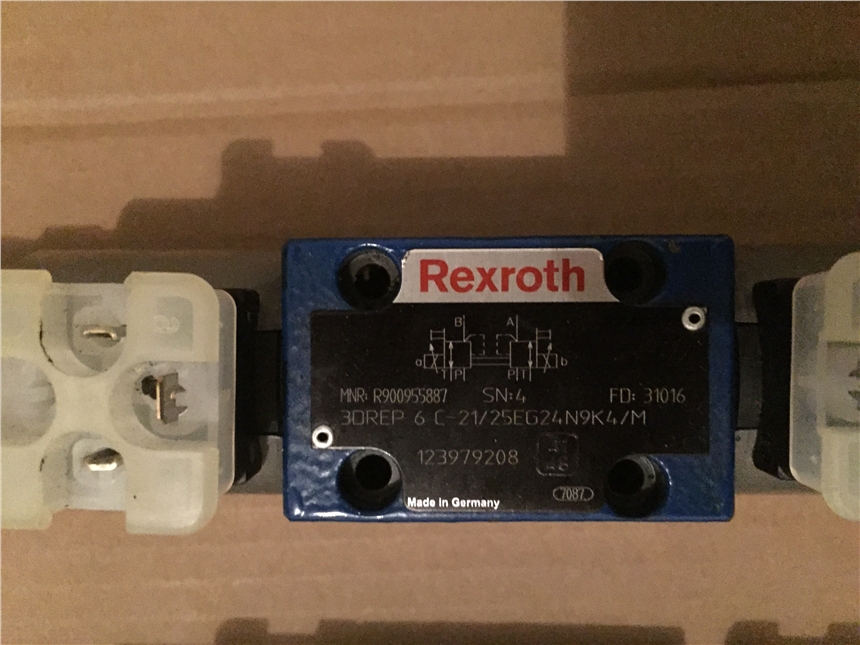 Rexroth
B A
a b
T P P T
MNR: R900955887 SN:4 FD: 31016
3DREP 6 C-21/25EG24N9K4/M
123979208
Made in Germany
7087